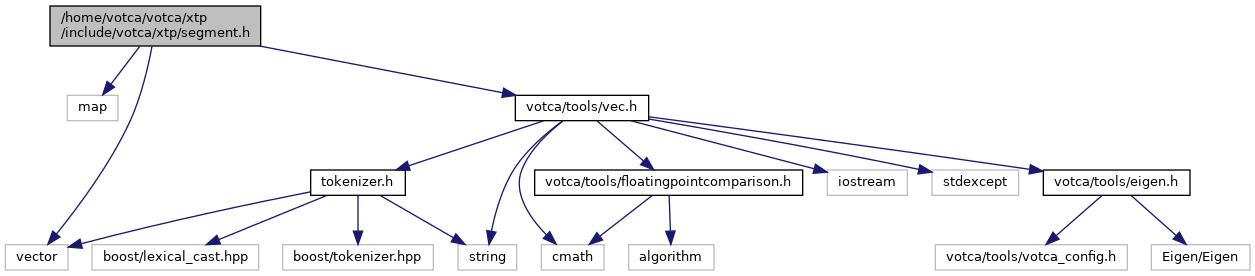 /home/votca/votca/xtp
/include/votca/xtp/segment.h
map
votca/tools/vec.h
tokenizer.h
votca/tools/floatingpointcomparison.h
iostream
stdexcept
votca/tools/eigen.h
vector
boost/lexical_cast.hpp
boost/tokenizer.hpp
string
cmath
algorithm
votca/tools/votca_config.h
Eigen/Eigen